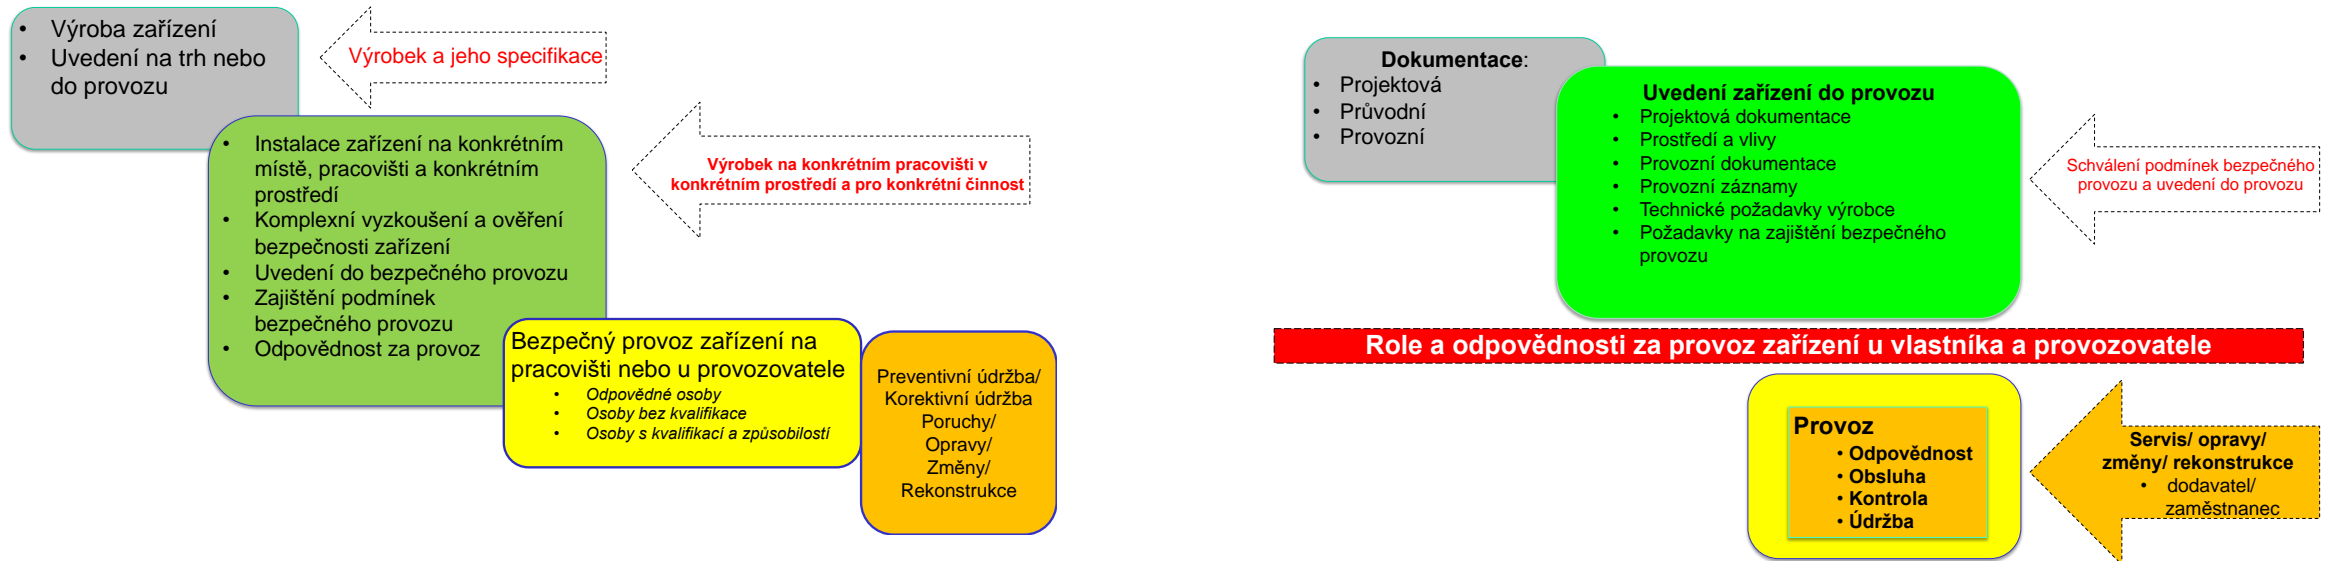 • Výroba zařízení
• Uvedení na trh nebo
do provozu
Výrobek a jeho specifikace
• Instalace zařízení na konkrétním
místě, pracovišti a konkrétním
prostředí
• Komplexní vyzkoušení a ověření
bezpečnosti zařízení
• Uvedení do bezpečného provozu
• Zajištění podmínek
bezpečného provozu
• Odpovědnost za provoz
Výrobek na konkrétním pracovišti v
konkrétním prostředí a pro konkrétní činnost
Bezpečný provoz zařízení na
pracovišti nebo u provozovatele
• Odpovědné osoby
• Osoby bez kvalifikace
• Osoby s kvalifikací a způsobilostí
Preventivní údržba/
Korektivní údržba
Poruchy/
Opravy/
Změny/
Rekonstrukce
Dokumentace:
• Projektová
• Průvodní
• Provozní
Uvedení zařízení do provozu
• Projektová dokumentace
• Prostředí a vlivy
• Provozní dokumentace
• Provozní záznamy
• Technické požadavky výrobce
• Požadavky na zajištění bezpečného
provozu
Schválení podmínek bezpečného
provozu a uvedení do provozu
Role a odpovědnosti za provoz zařízení u vlastníka a provozovatele
Provoz
• Odpovědnost
• Obsluha
• Kontrola
• Údržba
Servis/ opravy/
změny/ rekonstrukce
• dodavatel/
zaměstnanec